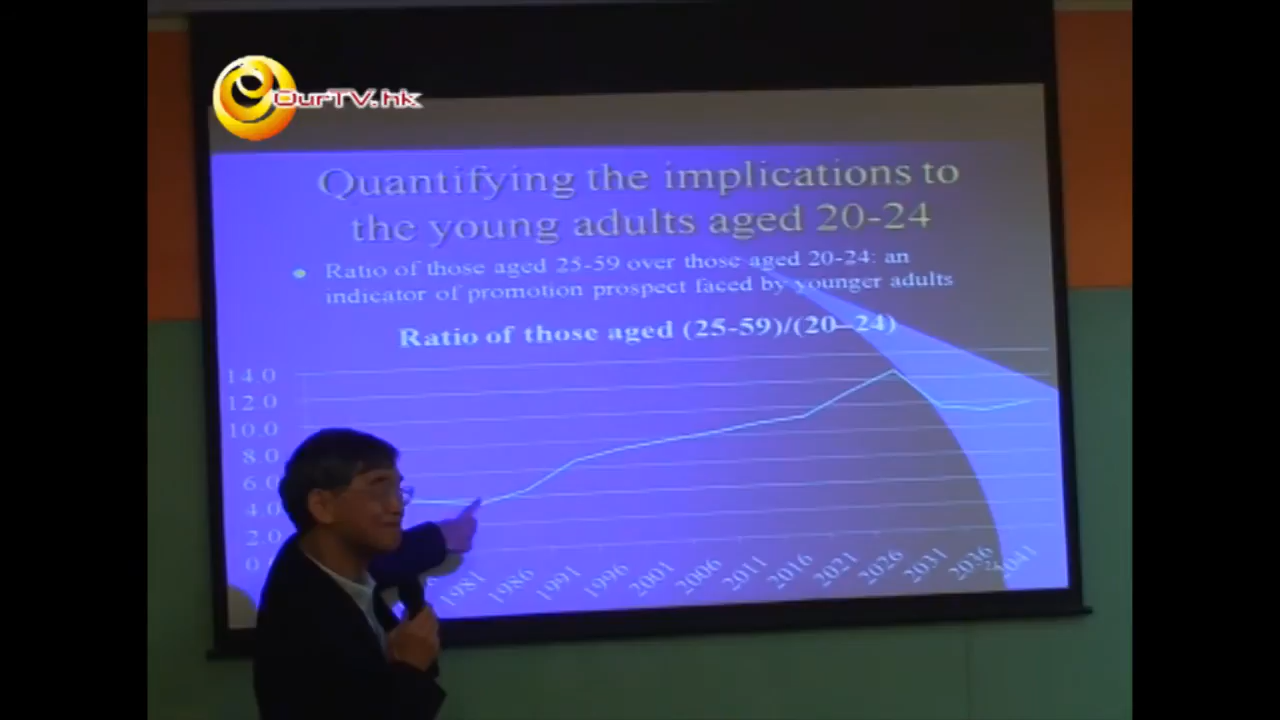 OurTV.hk
Quantifying the implications to
the young adults aged 20-24
Ratio of those aged 25-59 over those aged 20-24: an
indicator of promotion prospect faced by younger adults
Ratio of those aged (25-59)/(20–24)
14.0
12.0
10.0
8.0
6.0
4.0
2.0
1981 1986 1991 1996 2001 2006 2011 2016 2021 2026 2031 2036 2041